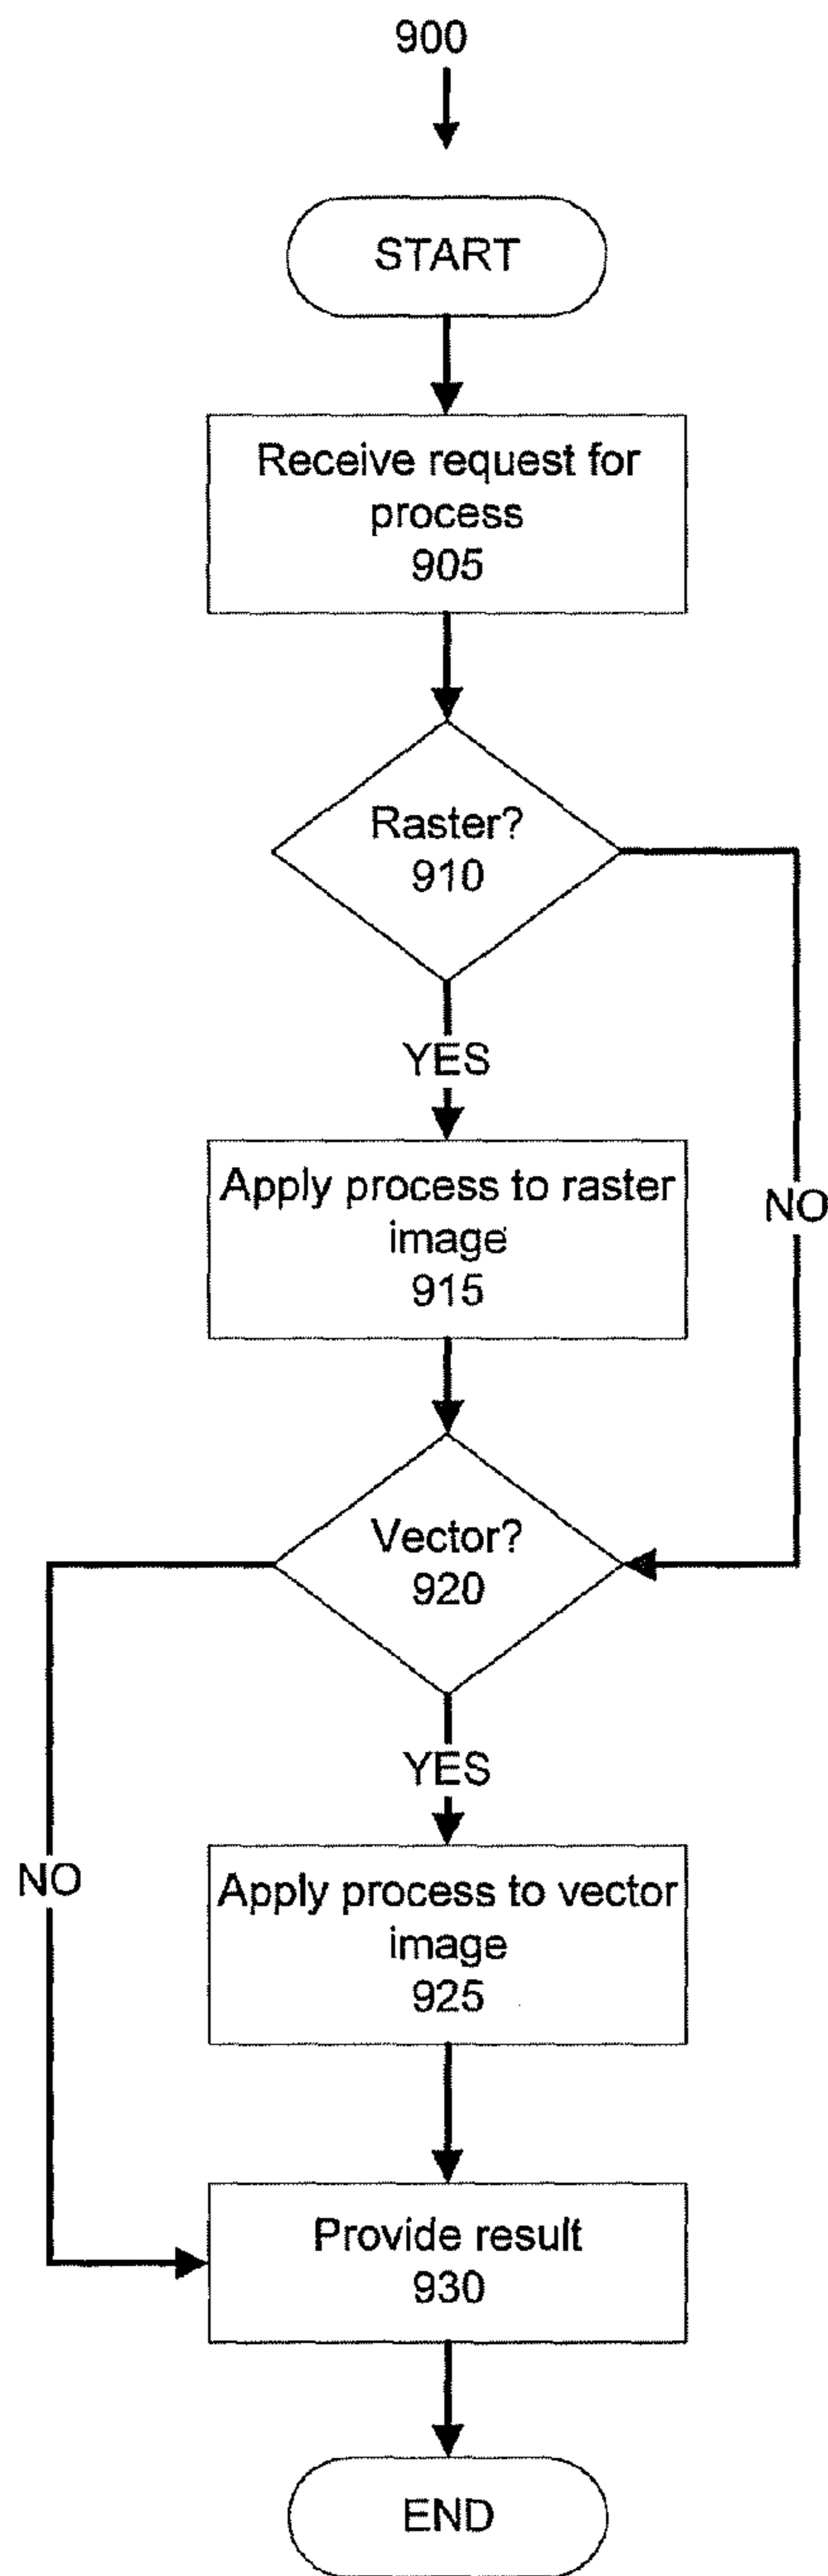 900
START
Receive request for
process
905
Raster?
910
YES
Apply process to raster
image
915
NO
Vector?
920
YES
NO
Apply process to vector
image
925
Provide result
930
END